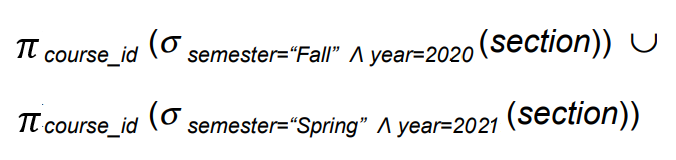 π course_id (σ semester=“Fall” Λ year=2020 (section)) ∪
π course_id (σ semester=“Spring” Λ year=2021 (section))